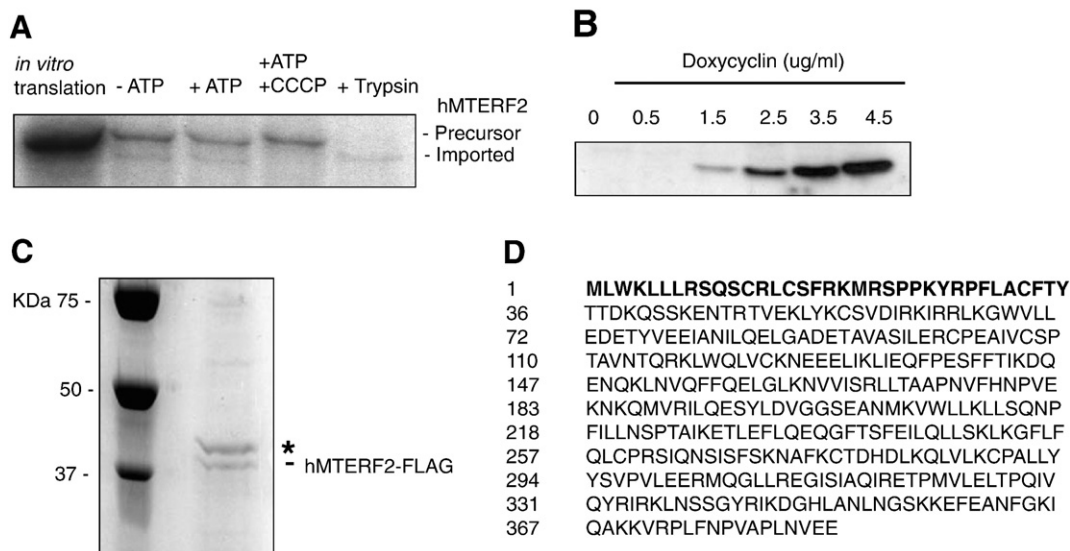 A
in vitro
translation
- ATP
+ ATP
+ATP
+CCCP
+ Trypsin
hMTERF2
- Precursor
- Imported
B
Doxycyclin (ug/ml)
0 0.5 1.5 2.5 3.5 4.5
C
KDa 75 -
50 -
37 -
*
- hMTERF2-FLAG
D
1 MLWKLLLRSQSCRLCSFRKMRSPPKYRPFLACFTY
36 TTDKQSSKENTRTVEKLYKCSVDIRKIRRLKGWVLL
72 EDETYVEEIANILQELGADETAVASILERCPEAIVCSP
110 TAVNTQRKLWQLVCKNEEELIKLIEQFPESFFTIKDQ
147 ENQKLNVQFFQELGLKNVVISRLLTAAPNVFHNPVE
183 KNKQMVRILQESYLDVGGSEANMKVWLLKLLSQNP
218 FILLNSPTAIKETLEFLQEQGFTSFEILQLLSKLKGFLF
257 QLCPRSIQNSISFSKNAFKCTDHDLKQLVLKCPALLY
294 YSVPVLEERMQGLLREGISIAQIRETPMVLELTPQIV
331 QYRIRKLNSSGYRIKDGHLANLNGSKKEFEANFGKI
367 QAKKVRPLFNPVAPLNVEE